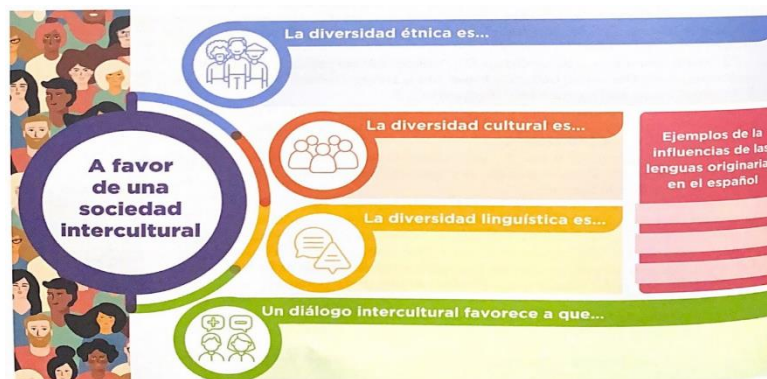 La diversidad étnica es...
A favor
de una
sociedad
intercultural
La diversidad cultural es...
La diversidad linguística es...
Ejemplos de la
influencias de las
lenguas originaria
en el español
Un diálogo intercultural favorece a que...